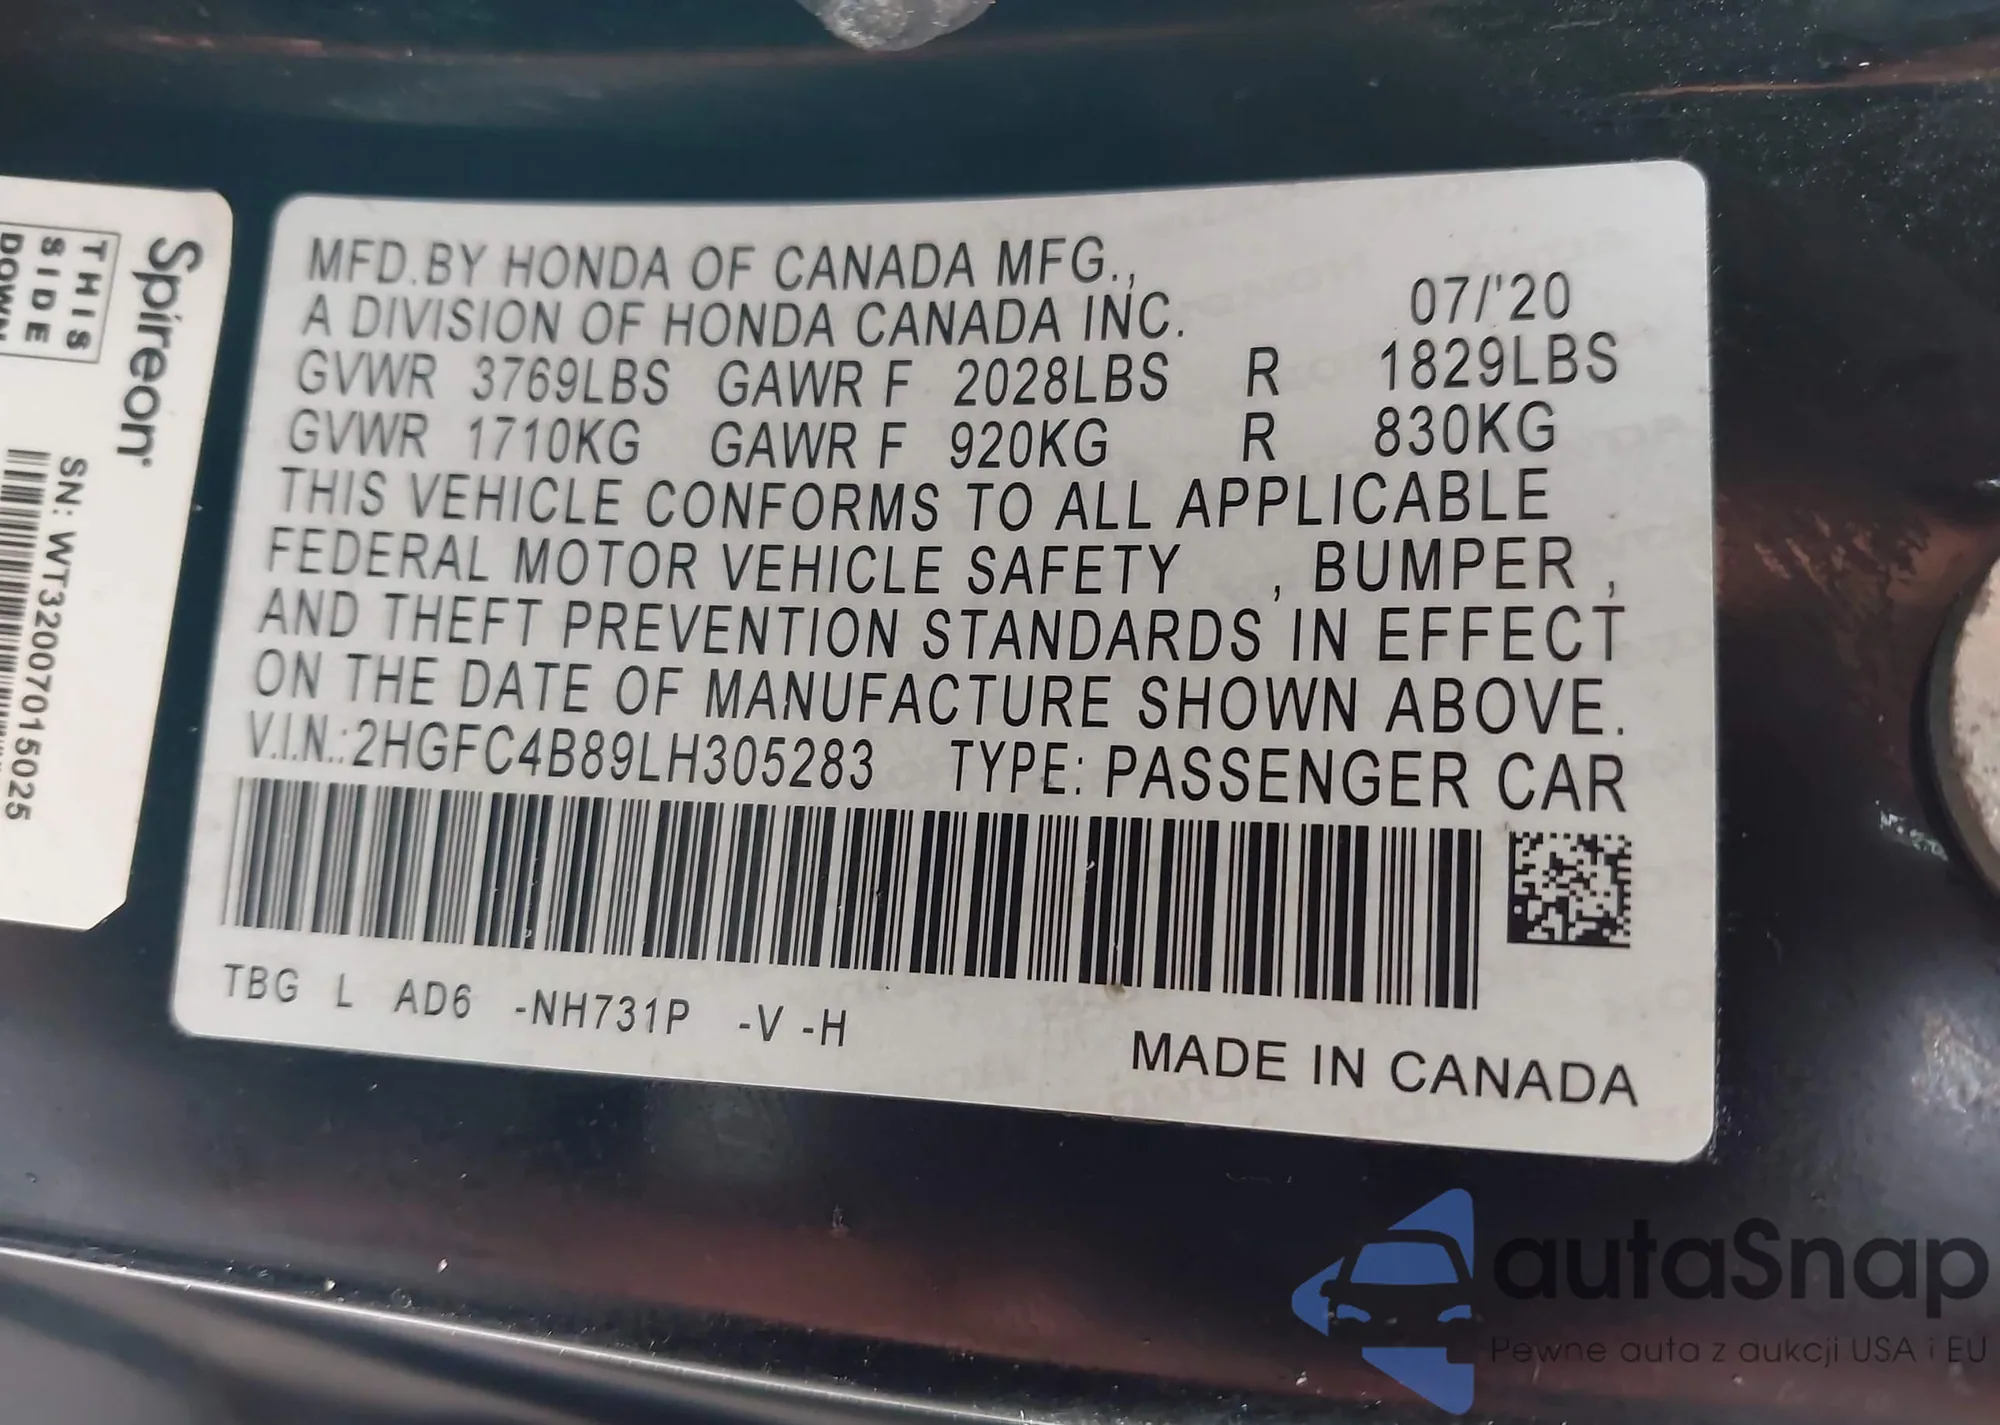 MFD.BY HONDA OF CANADA MFG.,
A DIVISION OF HONDA CANADA INC. 07/'20
GVWR 3769LBS GAWR F 2028LBS R 1829LBS
GVWR 1710KG GAWR F 920KG R 830KG
THIS VEHICLE CONFORMS TO ALL APPLICABLE
FEDERAL MOTOR VEHICLE SAFETY , BUMPER ,
AND THEFT PREVENTION STANDARDS IN EFFECT
ON THE DATE OF MANUFACTURE SHOWN ABOVE.
V.I.N.:2HGFC4B89LH305283 TYPE: PASSENGER CAR
TBG L AD6 -NH731P -V -H
MADE IN CANADA
Spireon
THIS
SIDE
DOWN
SN: WT32007015025
autaSnap
Pewne auta z aukcji USA i EU